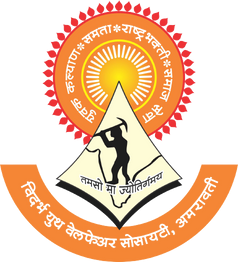 युवक कल्याण★समता★राष्ट्रभक्ती★समाज सेवा
तमसो मा ज्योतिर्गमय
विदर्भ युथ वेलफेअर सोसायटी, अमरावती